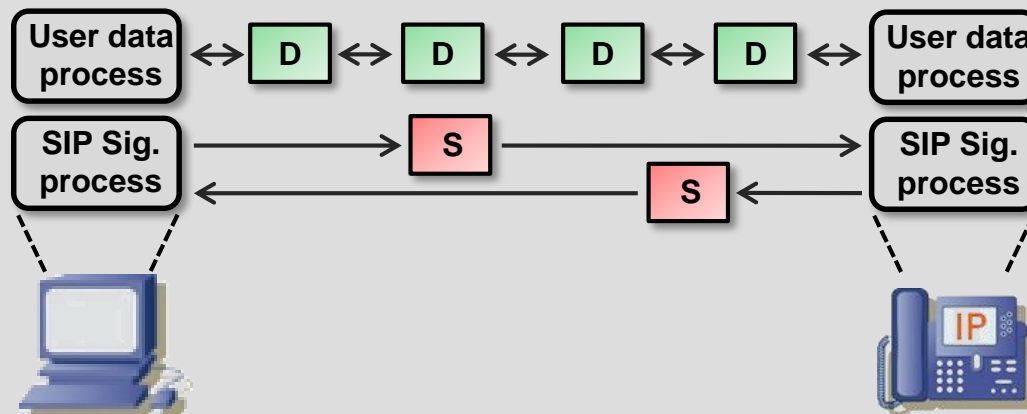 User data
process
D
D
D
D
User data
process
SIP Sig.
process
S
S
SIP Sig.
process
IP